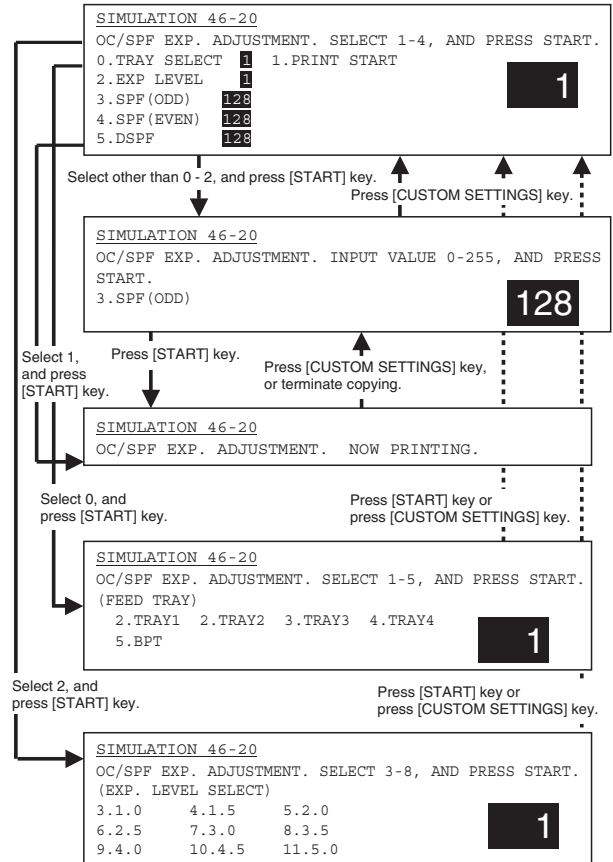 SIMULATION 46-20
OC/SPF EXP. ADJUSTMENT. SELECT 1-4, AND PRESS START.
0.TRAY SELECT 1 1.PRINT START
2.EXP LEVEL 1
3.SPF(ODD) 128
4.SPF(EVEN) 128
5.DSPF 128
1
Select other than 0 - 2, and press [START] key.
Press [CUSTOM SETTINGS] key.
SIMULATION 46-20
OC/SPF EXP. ADJUSTMENT. INPUT VALUE 0-255, AND PRESS
START.
3.SPF(ODD)
128
Select 1,
and press
[START] key.
Press [START] key.
Press [CUSTOM SETTINGS] key,
or terminate copying.
SIMULATION 46-20
OC/SPF EXP. ADJUSTMENT. NOW PRINTING.
Select 0, and
press [START] key.
Press [START] key or
press [CUSTOM SETTINGS] key.
SIMULATION 46-20
OC/SPF EXP. ADJUSTMENT. SELECT 1-5, AND PRESS START.
(FEED TRAY)
2.TRAY1 2.TRAY2 3.TRAY3 4.TRAY4
5.BPT
1
Select 2, and
press [START] key.
Press [START] key or
press [CUSTOM SETTINGS] key.
SIMULATION 46-20
OC/SPF EXP. ADJUSTMENT. SELECT 3-8, AND PRESS START.
(EXP. LEVEL SELECT)
3.1.0 4.1.5 5.2.0
6.2.5 7.3.0 8.3.5
9.4.0 10.4.5 11.5.0
1